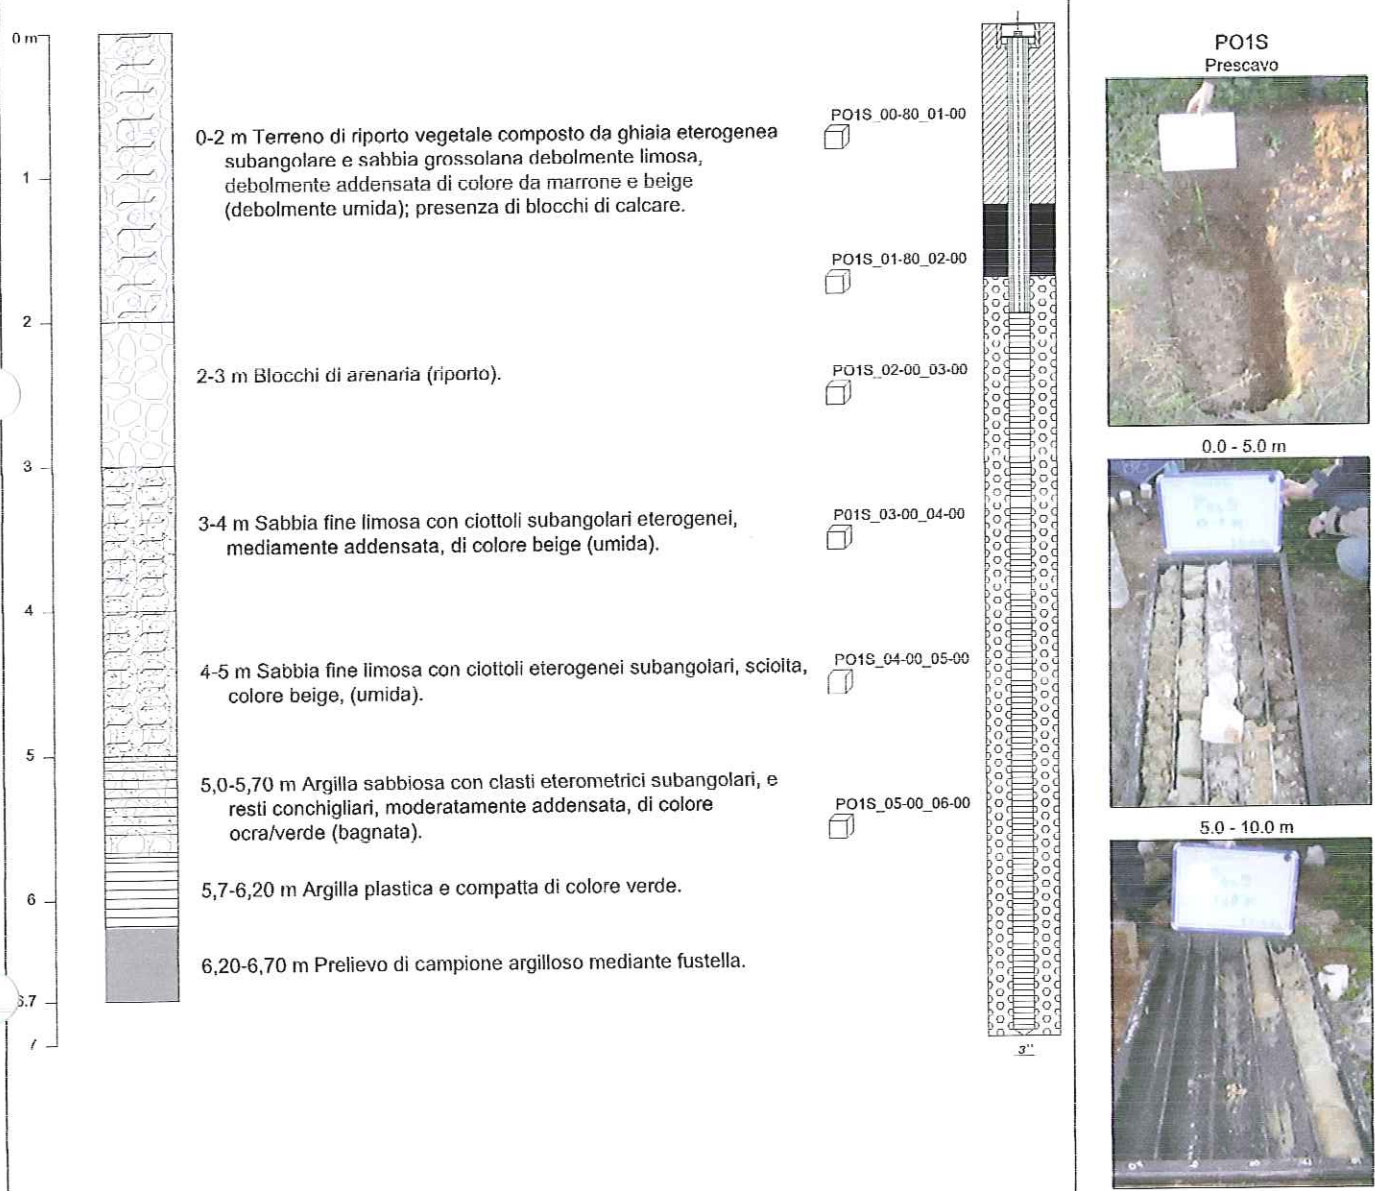 0 m
1
2
3
4
5
6
6.7
0-2 m Terreno di riporto vegetale composto da ghiaia eterogenea
subangolare e sabbia grossolana debolmente limosa,
debolmente addensata di colore da marrone e beige
(debolmente umida); presenza di blocchi di calcare.
2-3 m Blocchi di arenaria (riporto).
3-4 m Sabbia fine limosa con ciottoli subangolari eterogenei,
mediamente addensata, di colore beige (umida).
4-5 m Sabbia fine limosa con ciottoli eterogenei subangolari, sciolta,
colore beige, (umida).
5,0-5,70 m Argilla sabbiosa con clasti eterometrici subangolari, e
resti conchigliari, moderatamente addensata, di colore
ocra/verde (bagnata).
5,7-6,20 m Argilla plastica e compatta di colore verde.
6,20-6,70 m Prelievo di campione argilloso mediante fustella.
PO1S_00-80_01-00
PO1S_01-80_02-00
PO1S_02-00_03-00
P01S_03-00_04-00
PO1S_04-00_05-00
PO1S_05-00_06-00
3"
PO1S
Prescavo
0.0 - 5.0 m
5.0 - 10.0 m